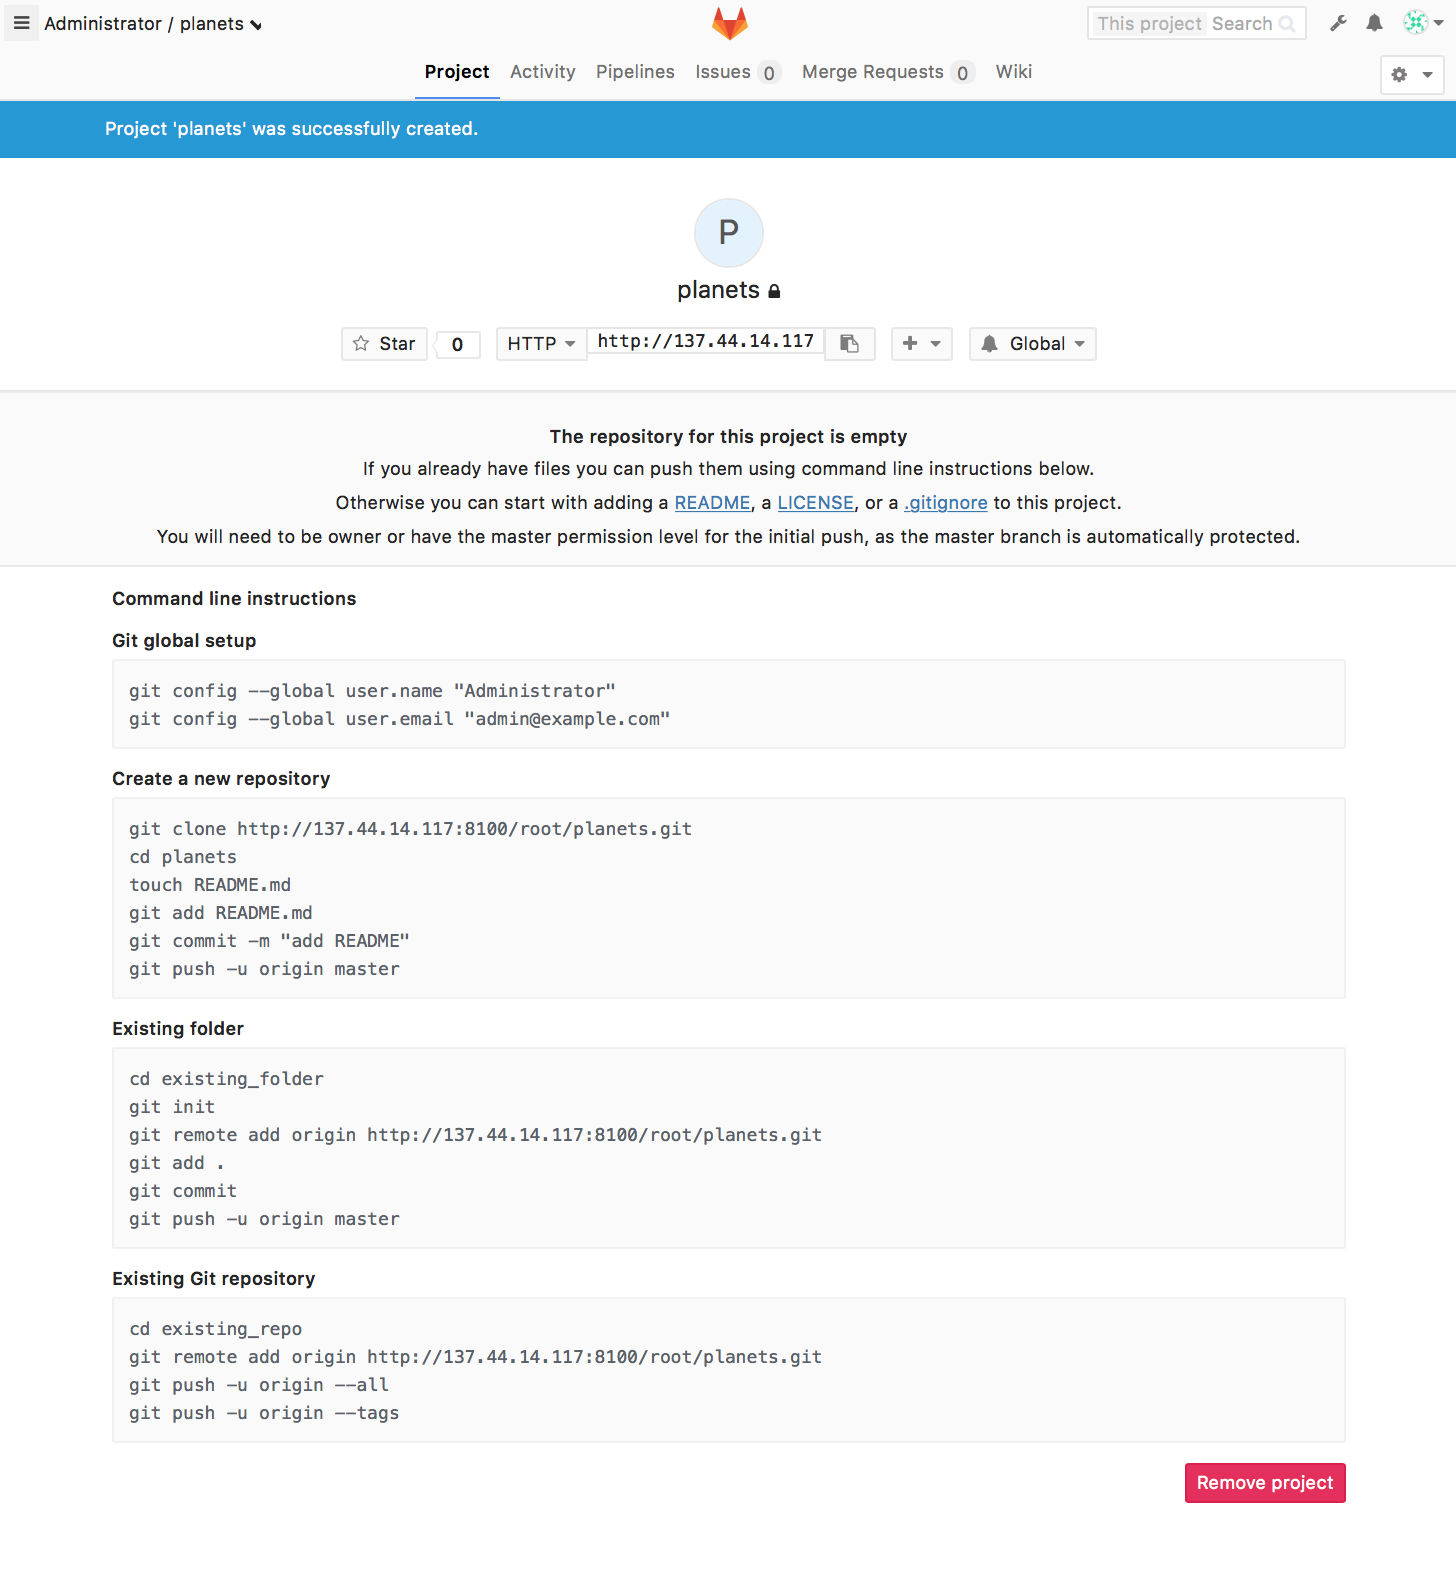 Administrator / planets
This project Search
Project Activity Pipelines Issues 0 Merge Requests 0 Wiki
Project 'planets' was successfully created.
P
planets
Star 0 HTTP http://137.44.14.117 Global
The repository for this project is empty
If you already have files you can push them using command line instructions below.
Otherwise you can start with adding a README, a LICENSE, or a .gitignore to this project.
You will need to be owner or have the master permission level for the initial push, as the master branch is automatically protected.
Command line instructions
Git global setup
git config --global user.name "Administrator"
git config --global user.email "admin@example.com"
Create a new repository
git clone http://137.44.14.117:8100/root/planets.git
cd planets
touch README.md
git add README.md
git commit -m "add README"
git push -u origin master
Existing folder
cd existing_folder
git init
git remote add origin http://137.44.14.117:8100/root/planets.git
git add .
git commit
git push -u origin master
Existing Git repository
cd existing_repo
git remote add origin http://137.44.14.117:8100/root/planets.git
git push -u origin --all
git push -u origin --tags
Remove project